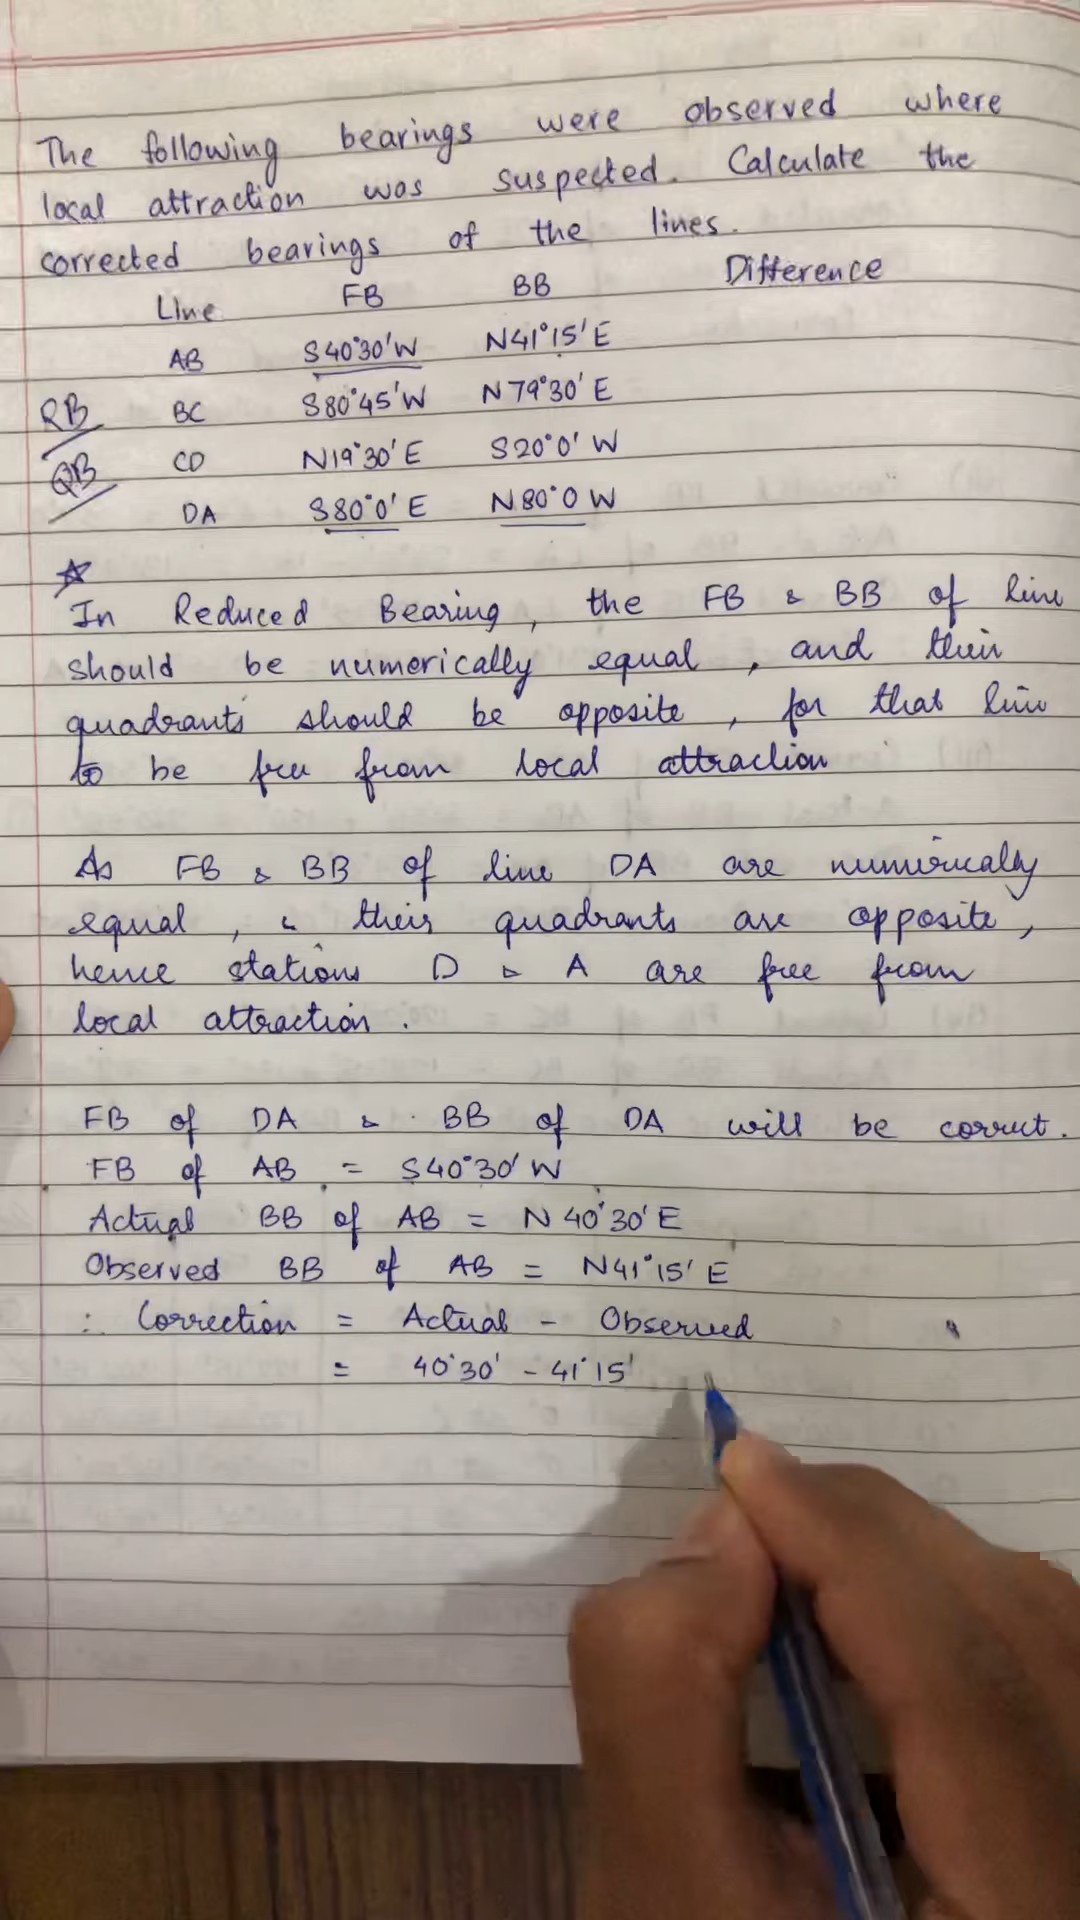 The following bearings were observed where
local attraction was suspected. Calculate the
corrected bearings of the lines.
Line FB BB Difference
AB S40°30'W N41°15'E
RB BC S80°45'W N79°30'E
QB CD N19°30'E S20°0'W
DA S80°0'E N80°0W
In Reduced Bearing, the FB & BB of line
should be numerically equal, and their
quadrants should be opposite, for that line
to be free from local attraction
As FB & BB of line DA are numerically
equal, & their quadrants are opposite,
hence stations D & A are free from
local attraction.
FB of DA & BB of DA will be correct.
FB of AB = S40°30'W
Actual BB of AB = N40°30'E
Observed BB of AB = N41°15'E
∴ Correction = Actual - Observed
= 40°30' - 41°15'